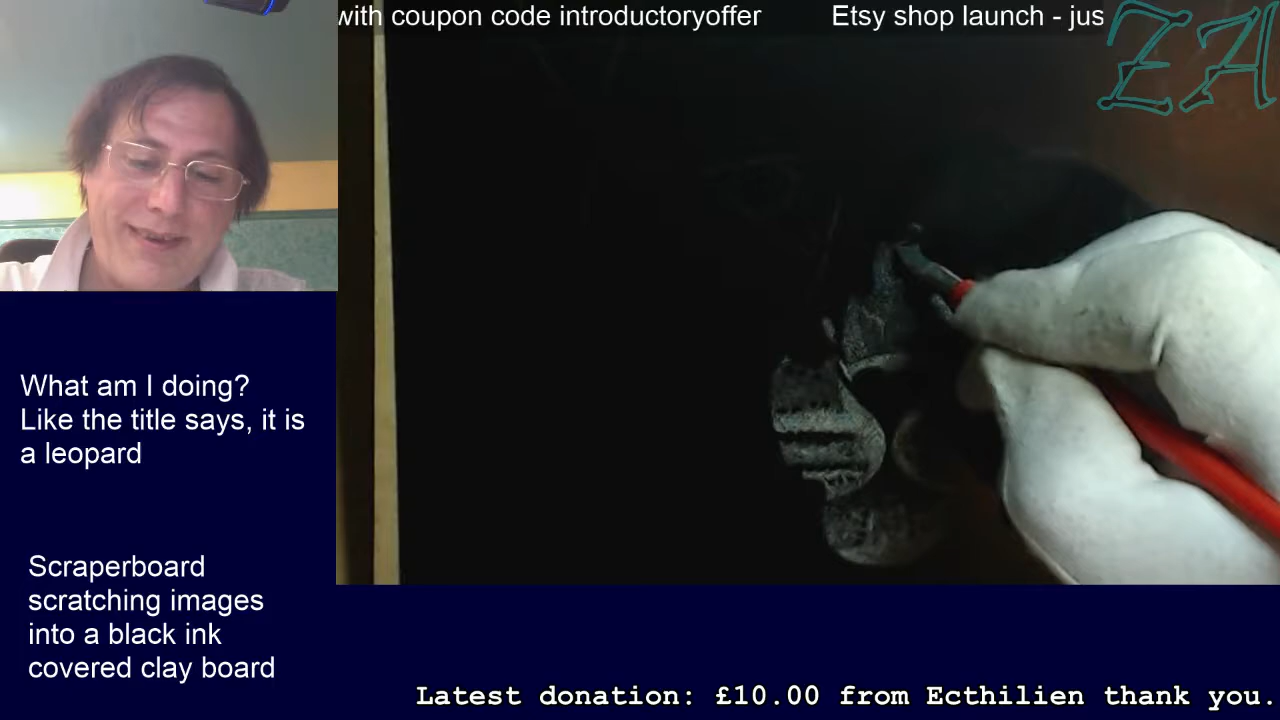 with coupon code introductoryoffer Etsy shop launch - jus
ZA
What am I doing?
Like the title says, it is
a leopard
Scraperboard
scratching images
into a black ink
covered clay board
Latest donation: £10.00 from Ecthilien thank you.